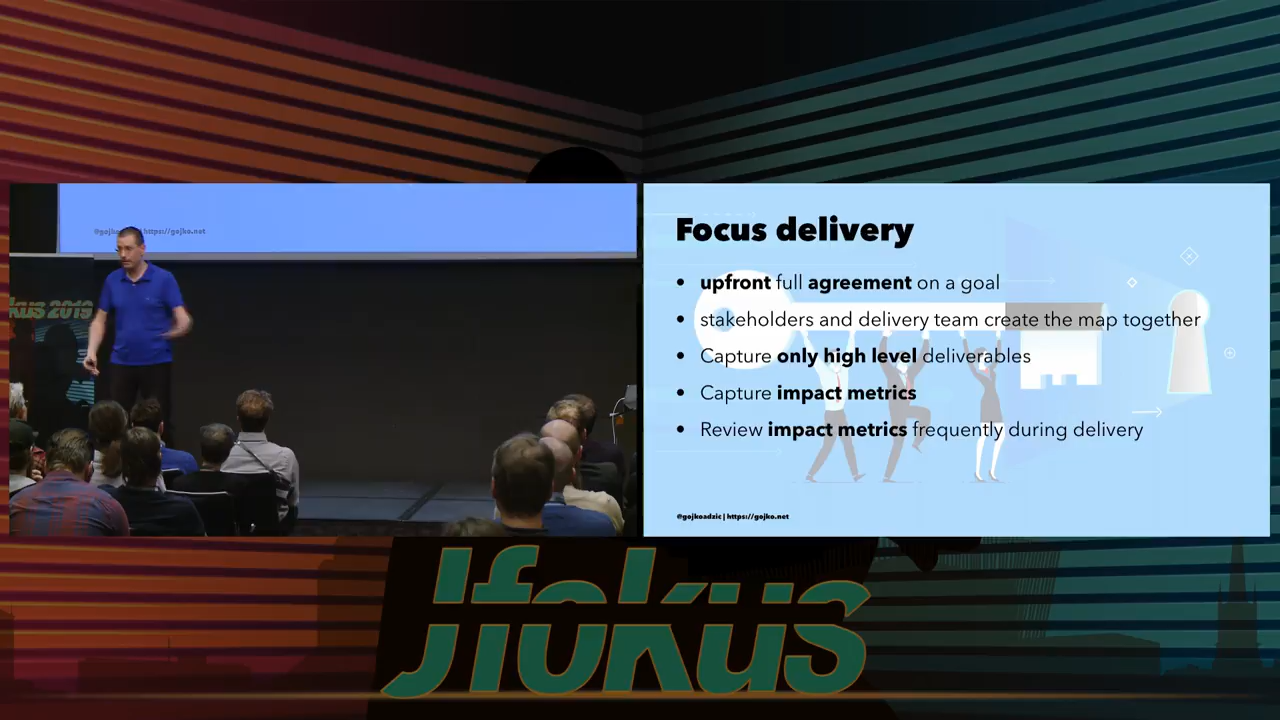 https://gojko.net
kus 2019
Focus delivery
• upfront full agreement on a goal
• stakeholders and delivery team create the map together
• Capture only high level deliverables
• Capture impact metrics
• Review impact metrics frequently during delivery
@gojkoadzic | https://gojko.net
Jfokus